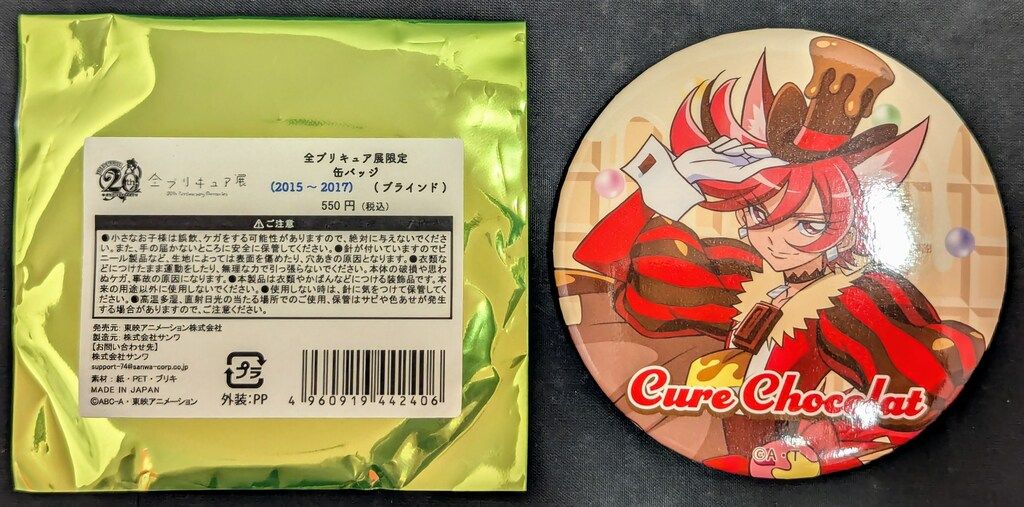 20
全プリキュア展
20th Anniversary Memories
全プリキュア展限定
缶バッジ
(2015～2017) (ブラインド)
550円(税込)
⚠ご注意
●小さなお子様は誤飲、ケガをする可能性がありますので、絶対に与えないでくださ
い。また、手の届かないところに安全に保管してください。●針が付いていますのでビ
ニール製品など、生地によっては表面を傷めたり、穴あきの原因となります。●衣類な
どにつけたまま運動をしたり、無理な力で引っ張らないでください。本体の破損や思わ
ぬケガ、事故の原因になります。●本製品は衣類やかばんなどにつける装飾品です。本
来の用途以外に使用しないでください。●使用しない時は、針に気をつけて保管してく
ださい。●高温多湿、直射日光の当たる場所でのご使用、保管はサビや色あせが発生
する場合がありますので、ご注意ください。
発売元: 東映アニメーション株式会社
製造元: 株式会社サンワ
【お問い合わせ先】
株式会社サンワ
support-74@sanwa-corp.co.jp
素材：紙・PET・ブリキ
MADE IN JAPAN
©ABC-A・東映アニメーション
プラ
外装:PP
4 960919 442406
Cure Chocolat
©A・T